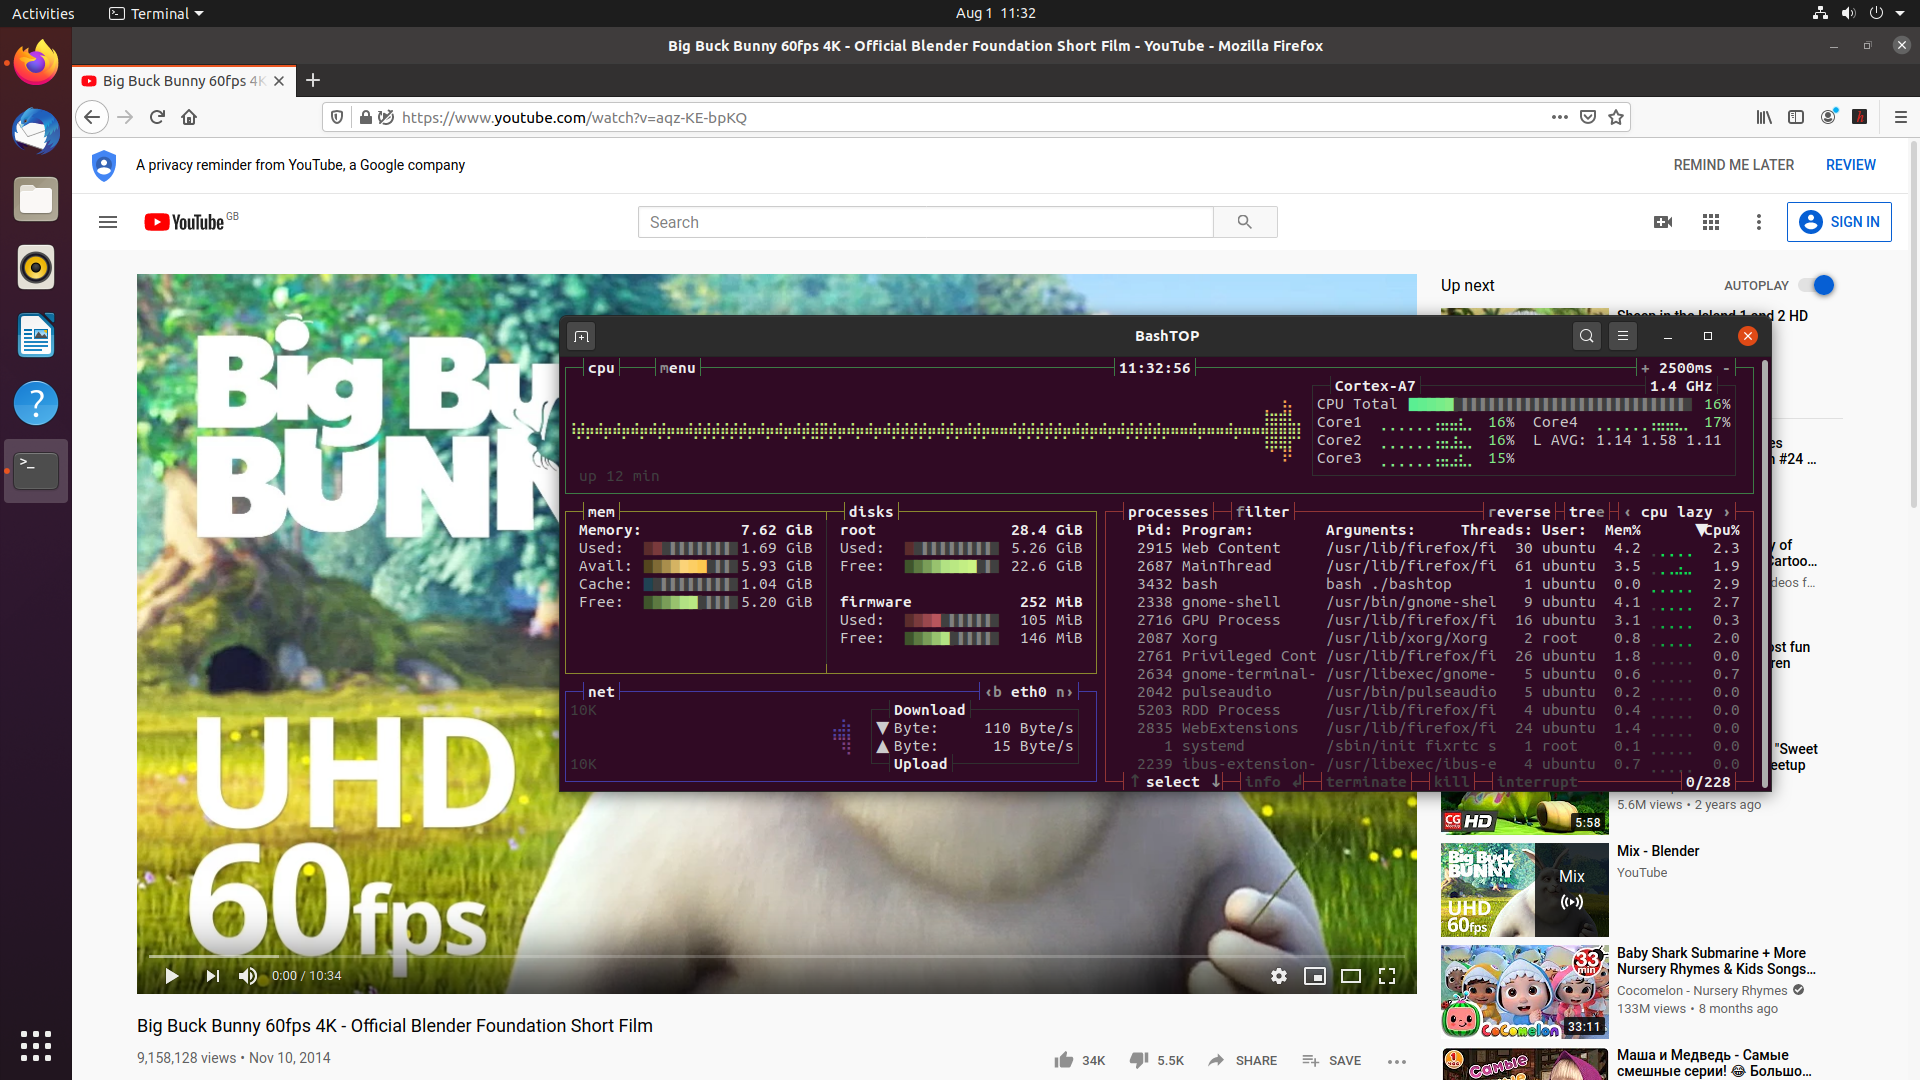 Activities
Terminal
Aug 1 11:32
Big Buck Bunny 60fps 4K - Official Blender Foundation Short Film - YouTube - Mozilla Firefox
Big Buck Bunny 60fps 4K
https://www.youtube.com/watch?v=aqz-KE-bpKQ
A privacy reminder from YouTube, a Google company
REMIND ME LATER
REVIEW
YouTube GB
Search
SIGN IN
Big Bu
BUNN
UHD
60fps
0:00 / 10:34
Big Buck Bunny 60fps 4K - Official Blender Foundation Short Film
9,158,128 views • Nov 10, 2014
34K
5.5K
SHARE
SAVE
BashTOP
cpu menu 11:32:56 + 2500ms -
Cortex-A7 1.4 GHz
CPU Total 16%
Core1 16% Core4 17%
Core2 16% L AVG: 1.14 1.58 1.11
Core3 15%
up 12 min
mem
Memory: 7.62 GiB
Used: 1.69 GiB
Avail: 5.93 GiB
Cache: 1.04 GiB
Free: 5.20 GiB
disks
root 28.4 GiB
Used: 5.26 GiB
Free: 22.6 GiB
firmware 252 MiB
Used: 105 MiB
Free: 146 MiB
net ‹b eth0 n›
10K
Download
▼ Byte: 110 Byte/s
▲ Byte: 15 Byte/s
Upload
10K
processes filter reverse tree ‹ cpu lazy ›
Pid: Program: Arguments: Threads: User: Mem% ▼Cpu%
2915 Web Content /usr/lib/firefox/fi 30 ubuntu 4.2 2.3
2687 MainThread /usr/lib/firefox/fi 61 ubuntu 3.5 1.9
3432 bash bash ./bashtop 1 ubuntu 0.0 2.9
2338 gnome-shell /usr/bin/gnome-shel 9 ubuntu 4.1 2.7
2716 GPU Process /usr/lib/firefox/fi 16 ubuntu 3.1 0.3
2087 Xorg /usr/lib/xorg/Xorg 2 root 0.8 2.0
2761 Privileged Cont /usr/lib/firefox/fi 26 ubuntu 1.8 0.0
2634 gnome-terminal- /usr/libexec/gnome- 5 ubuntu 0.6 0.7
2042 pulseaudio /usr/bin/pulseaudio 5 ubuntu 0.2 0.0
5203 RDD Process /usr/lib/firefox/fi 4 ubuntu 0.4 0.0
2835 WebExtensions /usr/lib/firefox/fi 24 ubuntu 1.4 0.0
1 systemd /sbin/init fixrtc s 1 root 0.1 0.0
2239 ibus-extension- /usr/libexec/ibus-e 4 ubuntu 0.7 0.0
↑ select ↓ info ↲ terminate kill interrupt 0/228
Up next
AUTOPLAY
Sheep in the Island 1 and 2 HD
es
n #24 ...
y of
Cartoo...
deos f...
ost fun
ren
"Sweet
eetup
5.6M views • 2 years ago
CG HD
5:58
Big Buck
BUNNY
UHD
60fps
Mix
Mix - Blender
YouTube
33 min
CoComelon
33:11
Baby Shark Submarine + More
Nursery Rhymes & Kids Songs...
Cocomelon - Nursery Rhymes
133M views • 8 months ago
Самые
Маша и Медведь - Самые
смешные серии! 😂 Большо...